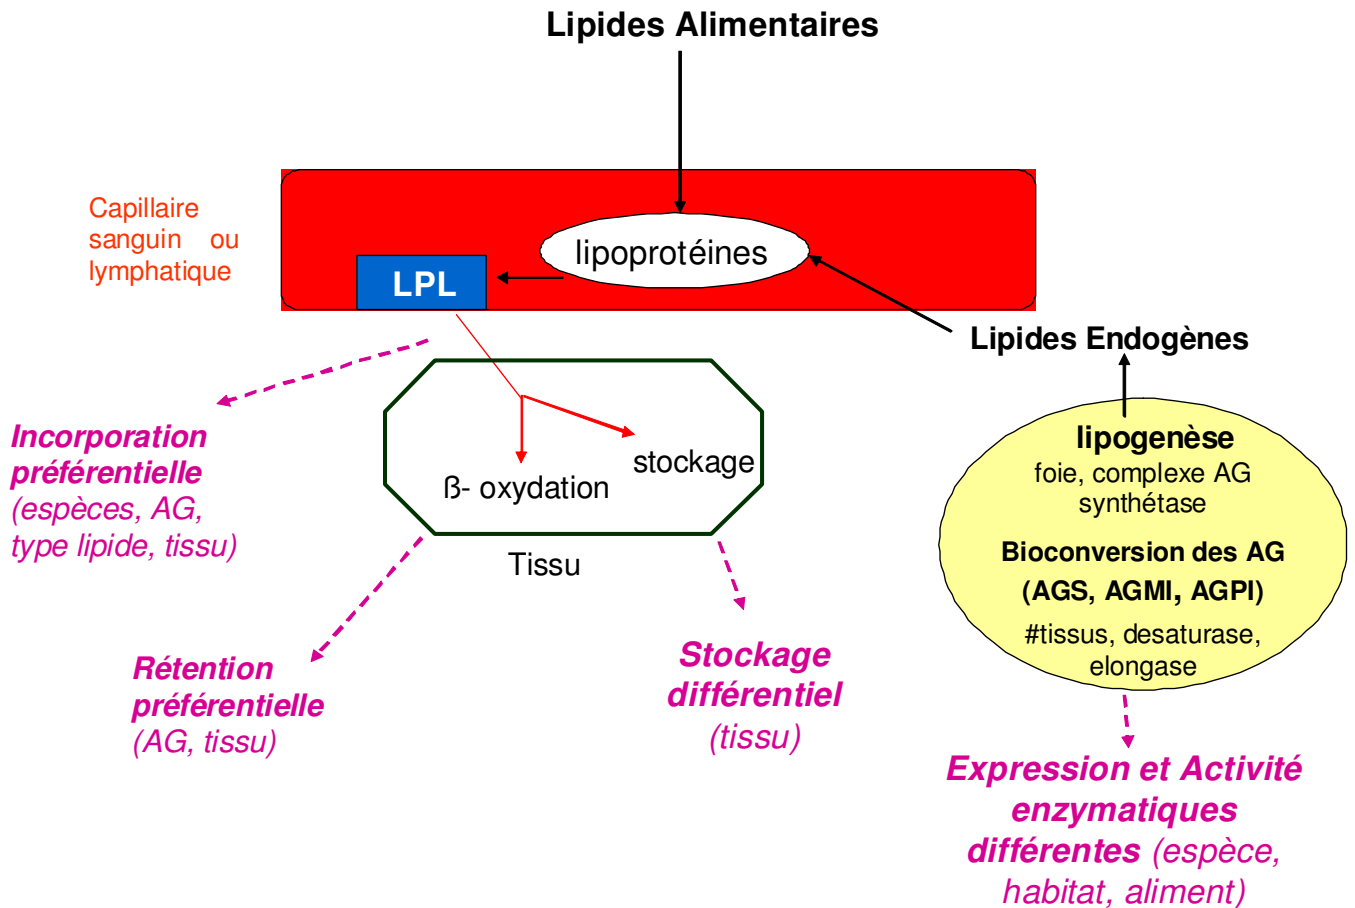 Lipides Alimentaires
Capillaire
sanguin ou
lymphatique
lipoprotéines
LPL
Lipides Endogènes
Incorporation
préférentielle
(espèces, AG,
type lipide, tissu)
stockage
ß- oxydation
Tissu
lipogenèse
foie, complexe AG
synthétase
Bioconversion des AG
(AGS, AGMI, AGPI)
#tissus, desaturase,
elongase
Rétention
préférentielle
(AG, tissu)
Stockage
différentiel
(tissu)
Expression et Activité
enzymatiques
différentes (espèce,
habitat, aliment)